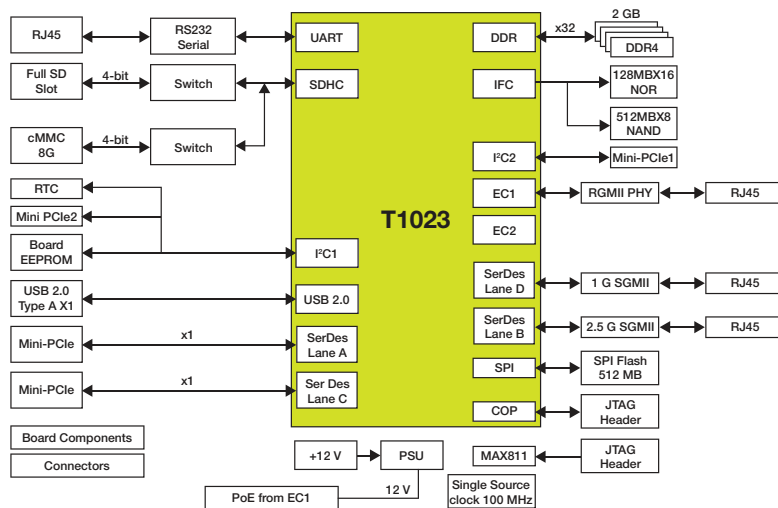 RJ45
RS232
Serial
UART
Full SD
Slot
4-bit
Switch
SDHC
cMMC
8G
4-bit
Switch
RTC
Mini PCIe2
Board
EEPROM
I²C1
USB 2.0
Type A X1
USB 2.0
Mini-PCIe
x1
SerDes
Lane A
Mini-PCIe
x1
Ser Des
Lane C
T1023
DDR
x32
2 GB
DDR4
IFC
128MBX16
NOR
512MBX8
NAND
I²C2
Mini-PCIe1
EC1
RGMII PHY
RJ45
EC2
SerDes
Lane D
1 G SGMII
RJ45
SerDes
Lane B
2.5 G SGMII
RJ45
SPI
SPI Flash
512 MB
COP
JTAG
Header
Board Components
Connectors
+12 V
PSU
MAX811
JTAG
Header
PoE from EC1
12 V
Single Source
clock 100 MHz